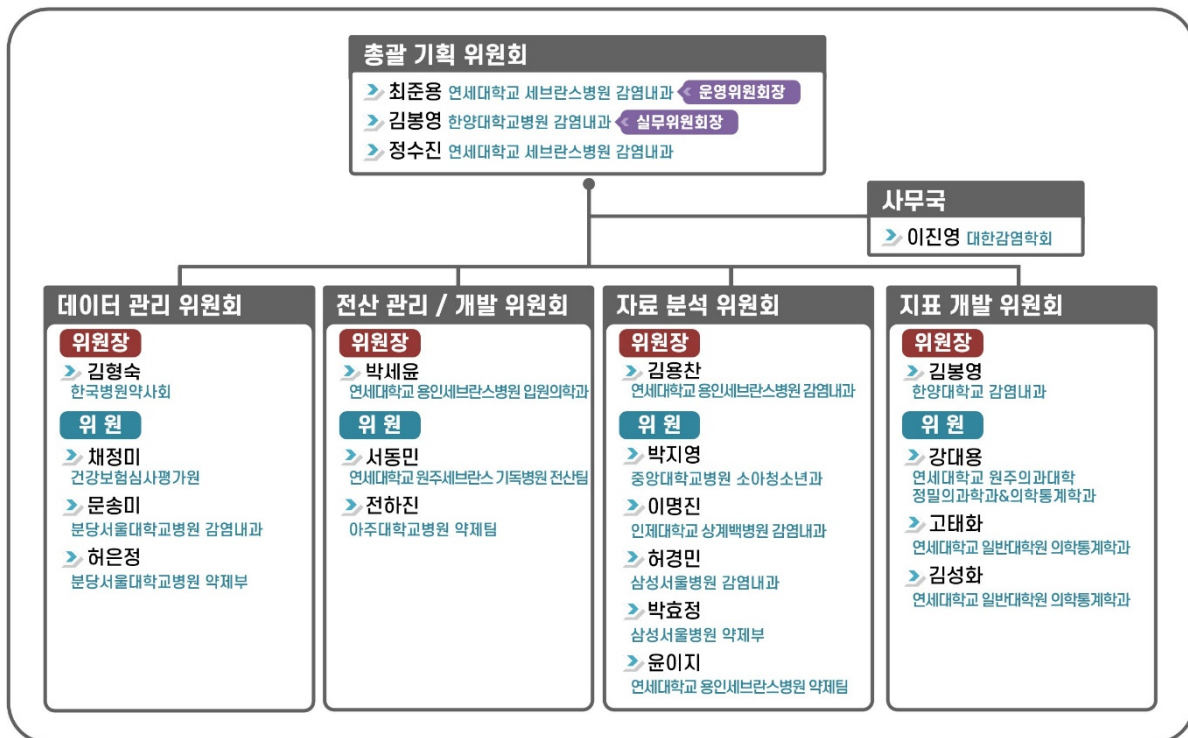 총괄 기획 위원회
최준용 연세대학교 세브란스병원 감염내과 운영위원회장
김봉영 한양대학교병원 감염내과 실무위원회장
정수진 연세대학교 세브란스병원 감염내과
사무국
이진영 대한감염학회
데이터 관리 위원회
위원장
김형숙
한국병원약사회
위 원
채정미
건강보험심사평가원
문송미
분당서울대학교병원 감염내과
허은정
분당서울대학교병원 약제부
전산 관리 / 개발 위원회
위원장
박세윤
연세대학교 용인세브란스병원 입원의학과
위 원
서동민
연세대학교 원주세브란스 기독병원 전산팀
전하진
아주대학교병원 약제팀
자료 분석 위원회
위원장
김용찬
연세대학교 용인세브란스병원 감염내과
위 원
박지영
중앙대학교병원 소아청소년과
이명진
인제대학교 상계백병원 감염내과
허경민
삼성서울병원 감염내과
박효정
삼성서울병원 약제부
윤이지
연세대학교 용인세브란스병원 약제팀
지표 개발 위원회
위원장
김봉영
한양대학교 감염내과
위 원
강대용
연세대학교 원주의과대학
정밀의과학과&의학통계학과
고태화
연세대학교 일반대학원 의학통계학과
김성화
연세대학교 일반대학원 의학통계학과